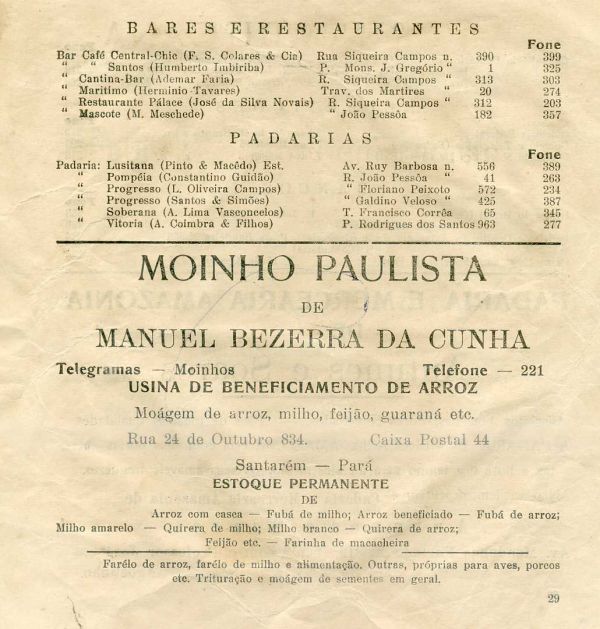 BARES E RESTAURANTES
Fone
Bar Café Central-Chic (F. S. Colares & Cia) Rua Siqueira Campos n. 390 399
" " Santos (Humberto Imbiriba) P. Mons. J. Gregório " 1 325
" Cantina-Bar (Ademar Faria) R. Siqueira Campos " 313 303
" Maritimo (Herminio Tavares) Trav. dos Martires " 20 274
" Restaurante Pálace (José da Silva Novais) R. Siqueira Campos " 312 203
" Mascote (M. Meschede) " João Pessôa 182 357
PADARIAS
Fone
Padaria: Lusitana (Pinto & Macêdo) Est. Av. Ruy Barbosa n. 556 389
" Pompéia (Constantino Guidão) R. João Pessôa " 41 263
" Progresso (L. Oliveira Campos) " Floriano Peixoto 572 234
" Progresso (Santos & Simões) " Galdino Veloso " 425 387
" Soberana (A. Lima Vasconcelos) T. Francisco Corrêa 65 345
" Vitoria (A. Coimbra & Filhos) P. Rodrigues dos Santos 963 277
MOINHO PAULISTA
DE
MANUEL BEZERRA DA CUNHA
Telegramas — Moinhos Telefone — 221
USINA DE BENEFICIAMENTO DE ARROZ
Moágem de arroz, milho, feijão, guaraná etc.
Rua 24 de Outubro 834. Caixa Postal 44
Santarém — Pará
ESTOQUE PERMANENTE
DE
Arroz com casca — Fubá de milho; Arroz beneficiado — Fubá de arroz;
Milho amarelo — Quirera de milho; Milho branco — Quirera de arroz;
Feijão etc. — Farinha de macacheira
Farélo de arroz, farélo de milho e alimentação. Outras, próprias para aves, porcos
etc. Trituração e moágem de sementes em geral.
29